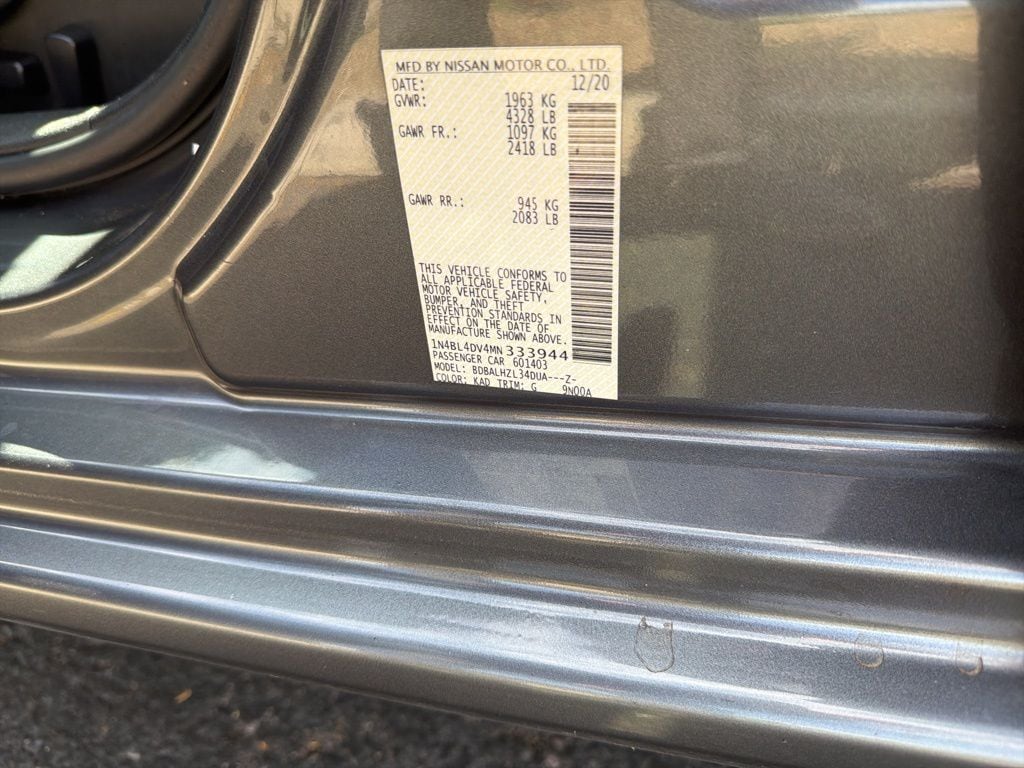 MFD BY NISSAN MOTOR CO., LTD.
DATE: 12/20
GVWR: 1963 KG
4328 LB
GAWR FR.: 1097 KG
2418 LB
GAWR RR.: 945 KG
2083 LB
THIS VEHICLE CONFORMS TO
ALL APPLICABLE FEDERAL
MOTOR VEHICLE SAFETY,
BUMPER, AND THEFT
PREVENTION STANDARDS IN
EFFECT ON THE DATE OF
MANUFACTURE SHOWN ABOVE.
1N4BL4DV4MN333944
PASSENGER CAR 601403
MODEL: BDBALHZL34DUA---Z-
COLOR: KAD TRIM: G 9N00A